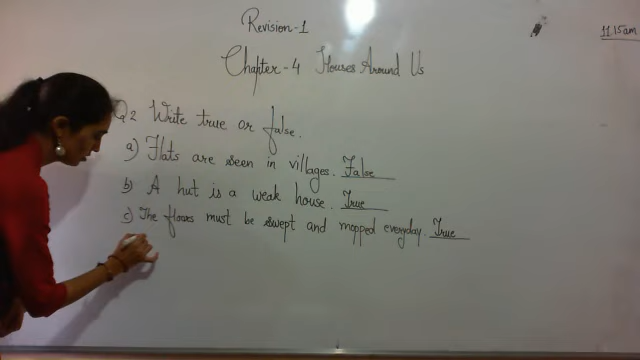 Revision-1
11:15am
Chapter-4 Houses Around Us
Q2 Write true or false.
a) Flats are seen in villages. False
b) A hut is a weak house. True
c) The floors must be swept and mopped everyday. True